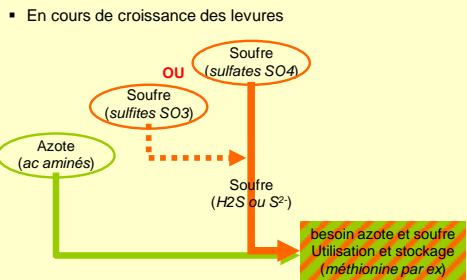 ▪ En cours de croissance des levures
Soufre
(sulfates SO4)
OU
Soufre
(sulfites SO3)
Azote
(ac aminés)
Soufre
(H2S ou S²⁻)
besoin azote et soufre
Utilisation et stockage
(méthionine par ex)